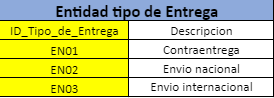 Entidad tipo de Entrega
ID_Tipo_de_Entrega Descripcion
EN01 Contraentrega
EN02 Envio nacional
EN03 Envio internacional